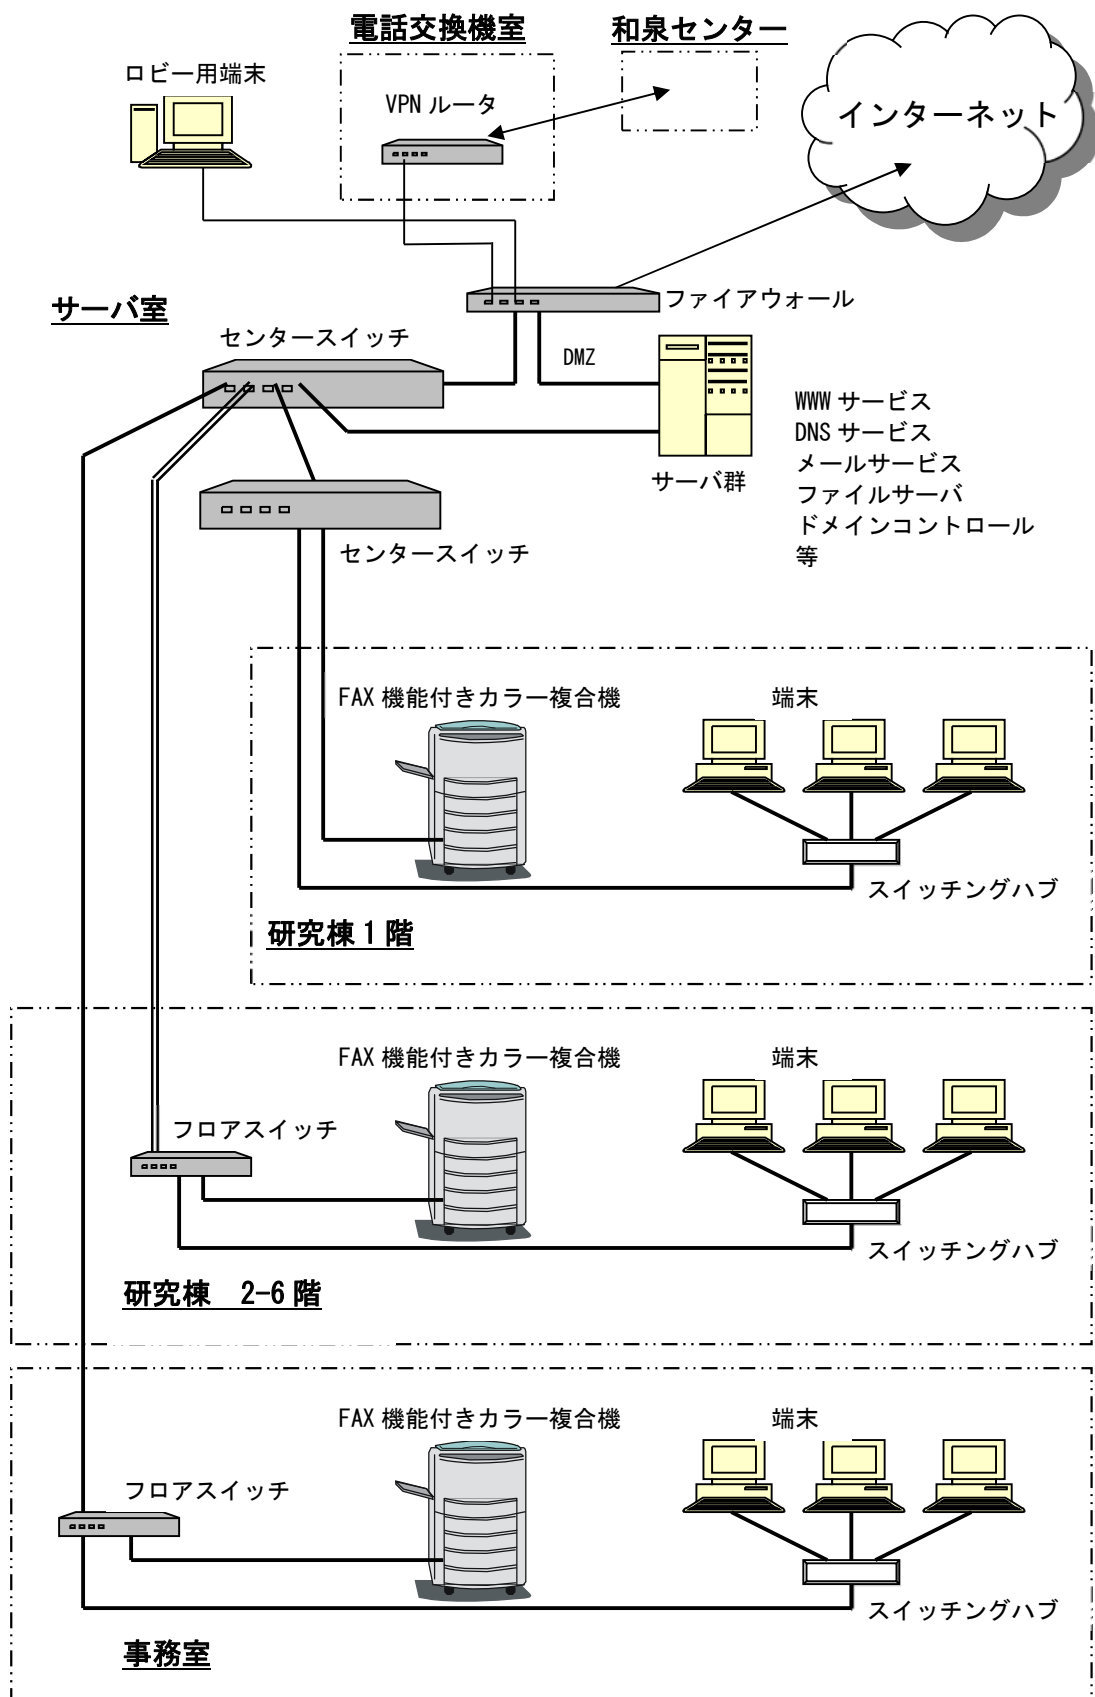 電話交換機室
和泉センター
ロビー用端末
VPN ルータ
インターネット
サーバ室
ファイアウォール
センタースイッチ
DMZ
WWW サービス
DNS サービス
メールサービス
ファイルサーバ
ドメインコントロール
等
サーバ群
センタースイッチ
FAX 機能付きカラー複合機
端末
スイッチングハブ
研究棟 1 階
FAX 機能付きカラー複合機
端末
フロアスイッチ
スイッチングハブ
研究棟 2-6 階
FAX 機能付きカラー複合機
端末
フロアスイッチ
スイッチングハブ
事務室